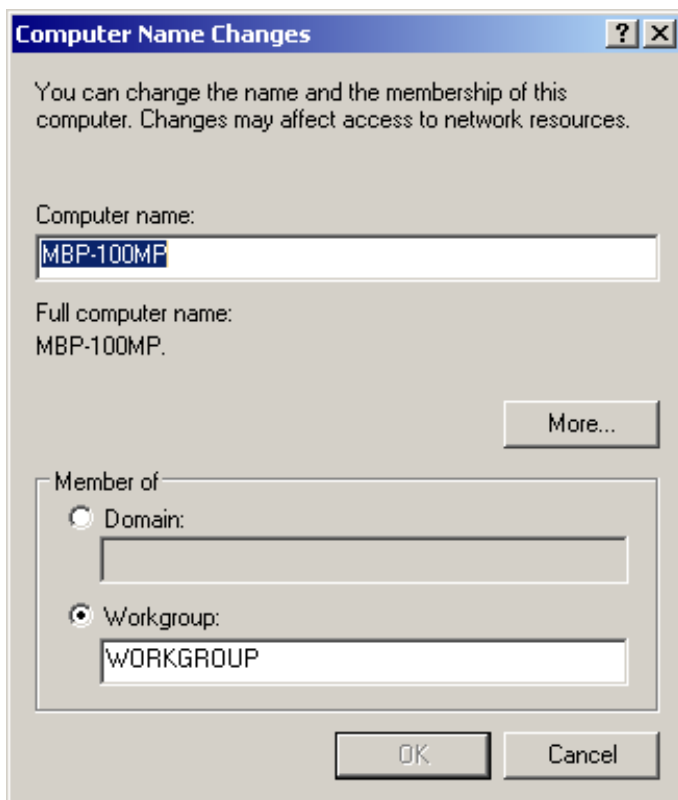 Computer Name Changes
You can change the name and the membership of this
computer. Changes may affect access to network resources.
Computer name:
MBP-100MP
Full computer name:
MBP-100MP.
More...
Member of
Domain:
Workgroup:
WORKGROUP
OK Cancel